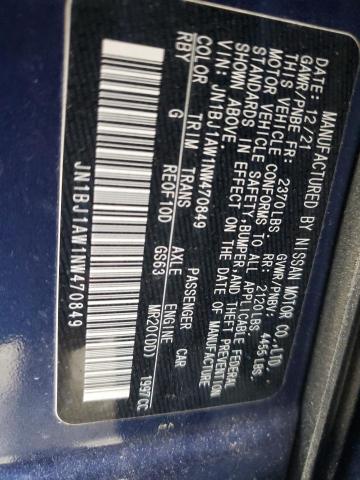 MANUFACTURED BY NISSAN MOTOR CO.,LTD.
DATE: 12/21 GVWR/PNBV: 4455LBS
GAWR/PNBE FR: 2370LBS. RR: 2120LBS
THIS VEHICLE CONFORMS TO ALL APPLICABLE FEDERAL
MOTOR VEHICLE SAFETY, BUMPER, AND THEFT PREVENTION
STANDARDS IN EFFECT ON THE DATE OF MANUFACTURE
SHOWN ABOVE.
V I N: JN1BJ1AW1NW470849 PASSENGER CAR
COLOR TRIM TRANS AXLE ENGINE
RBY G RE0F10D GS63 MR20(DD) 1997CC
JN1BJ1AW1NW470849